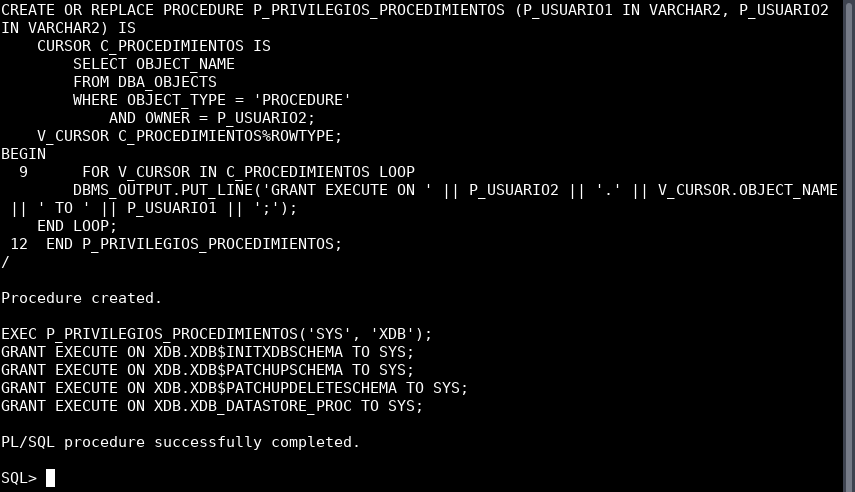 CREATE OR REPLACE PROCEDURE P_PRIVILEGIOS_PROCEDIMIENTOS (P_USUARIO1 IN VARCHAR2, P_USUARIO2
IN VARCHAR2) IS
    CURSOR C_PROCEDIMIENTOS IS
        SELECT OBJECT_NAME
        FROM DBA_OBJECTS
        WHERE OBJECT_TYPE = 'PROCEDURE'
            AND OWNER = P_USUARIO2;
    V_CURSOR C_PROCEDIMIENTOS%ROWTYPE;
BEGIN
  9      FOR V_CURSOR IN C_PROCEDIMIENTOS LOOP
        DBMS_OUTPUT.PUT_LINE('GRANT EXECUTE ON ' || P_USUARIO2 || '.' || V_CURSOR.OBJECT_NAME
 || ' TO ' || P_USUARIO1 || ';');
    END LOOP;
 12  END P_PRIVILEGIOS_PROCEDIMIENTOS;
/
Procedure created.
EXEC P_PRIVILEGIOS_PROCEDIMIENTOS('SYS', 'XDB');
GRANT EXECUTE ON XDB.XDB$INITXDBSCHEMA TO SYS;
GRANT EXECUTE ON XDB.XDB$PATCHUPSCHEMA TO SYS;
GRANT EXECUTE ON XDB.XDB$PATCHUPDELETESCHEMA TO SYS;
GRANT EXECUTE ON XDB.XDB_DATASTORE_PROC TO SYS;
PL/SQL procedure successfully completed.
SQL>